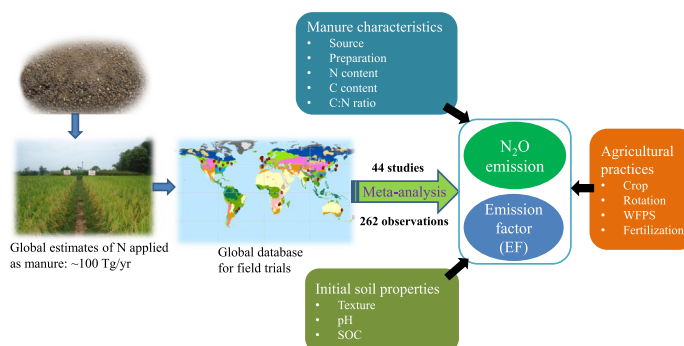 Manure characteristics
• Source
• Preparation
• N content
• C content
• C:N ratio
44 studies
Meta-analysis
262 observations
N₂O
emission
Emission
factor
(EF)
Agricultural
practices
• Crop
• Rotation
• WFPS
• Fertilization
Global estimates of N applied
as manure: ~100 Tg/yr
Global database
for field trials
Initial soil properties
• Texture
• pH
• SOC